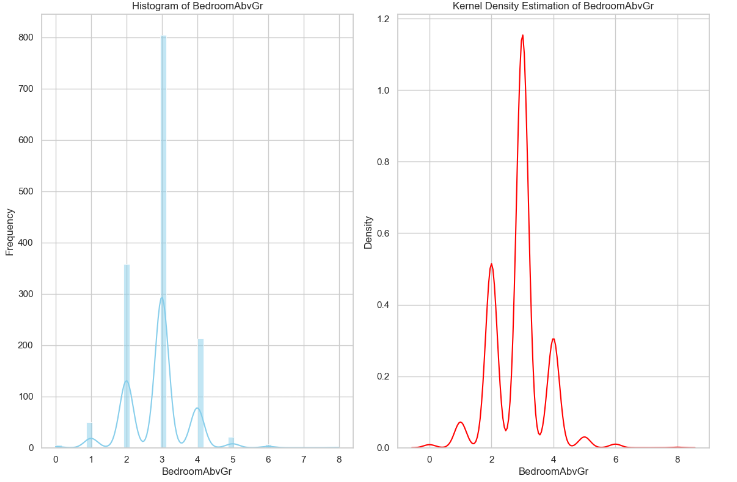 Histogram of BedroomAbvGr
Frequency
800
700
600
500
400
300
200
100
0
0 1 2 3 4 5 6 7 8
BedroomAbvGr
Kernel Density Estimation of BedroomAbvGr
Density
1.2
1.0
0.8
0.6
0.4
0.2
0.0
0 2 4 6 8
BedroomAbvGr